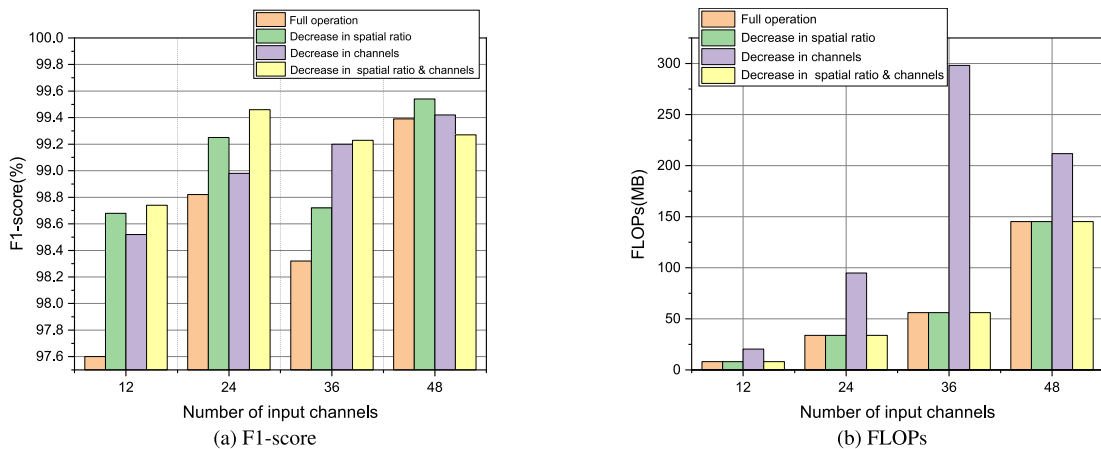 Full operation
Decrease in spatial ratio
Decrease in channels
Decrease in spatial ratio & channels
100.0
99.8
99.6
99.4
99.2
99.0
98.8
98.6
98.4
98.2
98.0
97.8
97.6
F1-score(%)
12 24 36 48
Number of input channels
(a) F1-score
Full operation
Decrease in spatial ratio
Decrease in channels
Decrease in spatial ratio & channels
300
250
200
150
100
50
0
FLOPs(MB)
12 24 36 48
Number of input channels
(b) FLOPs